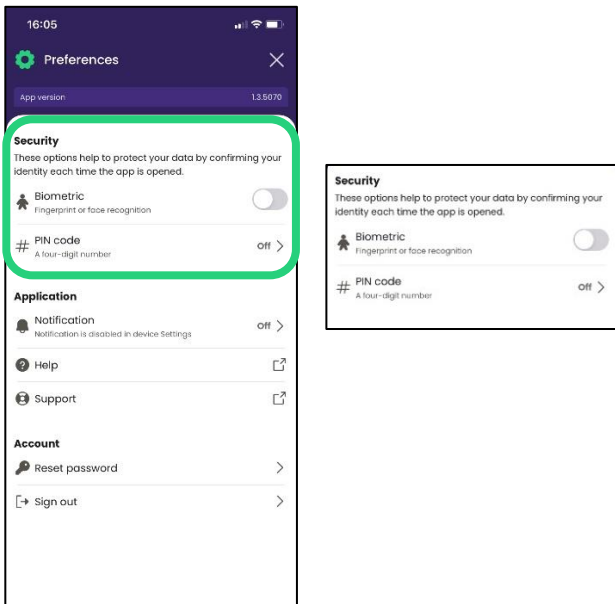 16:05
Preferences
App version 1.3.5070
Security
These options help to protect your data by confirming your
identity each time the app is opened.
Biometric
Fingerprint or face recognition
PIN code
A four-digit number
Off
Application
Notification
Notification is disabled in device Settings
Off
Help
Support
Account
Reset password
Sign out
Security
These options help to protect your data by confirming your
identity each time the app is opened.
Biometric
Fingerprint or face recognition
PIN code
A four-digit number
Off